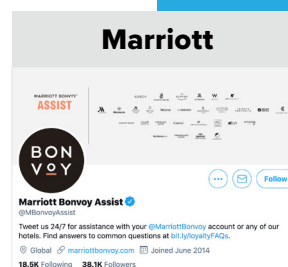 Marriott
MARRIOTT BONVOY
ASSIST
BON
VOY
Follow
Marriott Bonvoy Assist
@MBonvoyAssist
Tweet us 24/7 for assistance with your @MarriottBonvoy account or any of our
hotels. Find answers to common questions at bit.ly/loyaltyFAQs.
Global marriottbonvoy.com Joined June 2014
18.5K Following 38.1K Followers